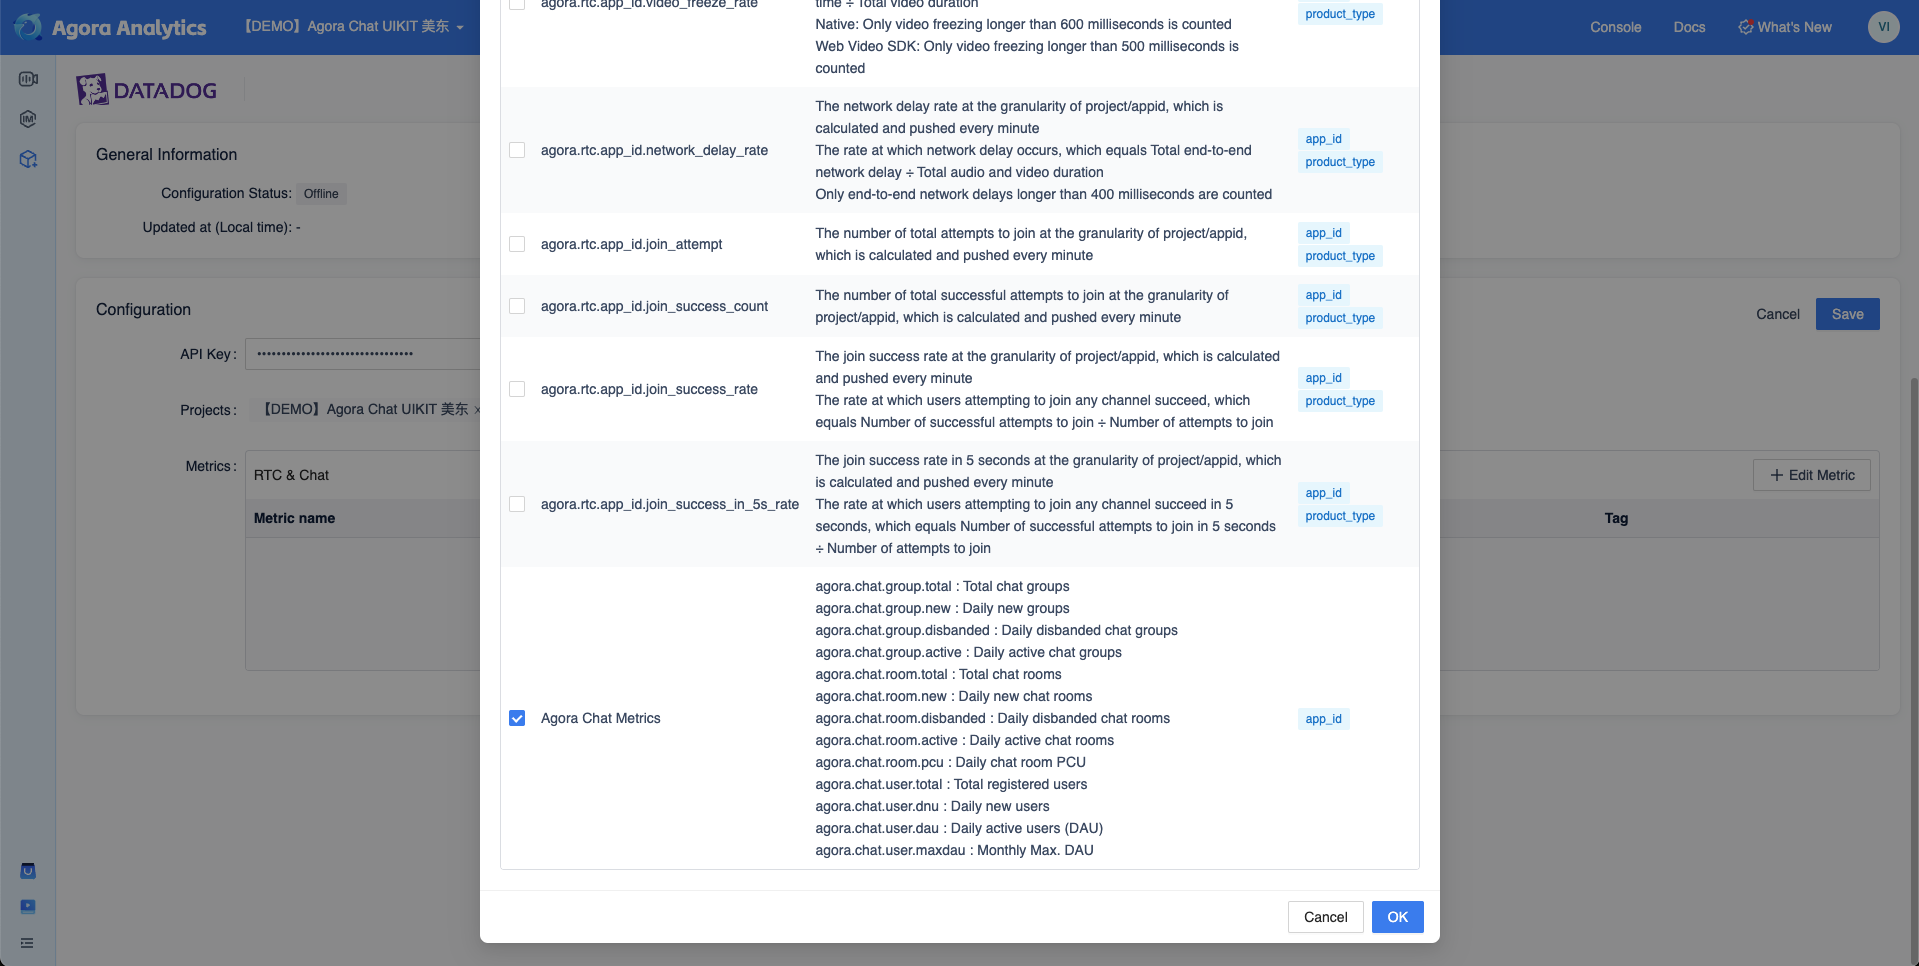 Agora Analytics
【DEMO】Agora Chat UIKIT 美东
Console
Docs
What's New
VI
DATADOG
General Information
Configuration Status: Offline
Updated at (Local time): -
Configuration
Cancel
Save
API Key:
Projects:
【DEMO】Agora Chat UIKIT 美东 ×
Metrics:
RTC & Chat
+ Edit Metric
Metric name
Tag
agora.rtc.app_id.video_freeze_rate
time ÷ Total video duration
Native: Only video freezing longer than 600 milliseconds is counted
Web Video SDK: Only video freezing longer than 500 milliseconds is
counted
product_type
agora.rtc.app_id.network_delay_rate
The network delay rate at the granularity of project/appid, which is
calculated and pushed every minute
The rate at which network delay occurs, which equals Total end-to-end
network delay ÷ Total audio and video duration
Only end-to-end network delays longer than 400 milliseconds are counted
app_id
product_type
agora.rtc.app_id.join_attempt
The number of total attempts to join at the granularity of project/appid,
which is calculated and pushed every minute
app_id
product_type
agora.rtc.app_id.join_success_count
The number of total successful attempts to join at the granularity of
project/appid, which is calculated and pushed every minute
app_id
product_type
agora.rtc.app_id.join_success_rate
The join success rate at the granularity of project/appid, which is calculated
and pushed every minute
The rate at which users attempting to join any channel succeed, which
equals Number of successful attempts to join ÷ Number of attempts to join
app_id
product_type
agora.rtc.app_id.join_success_in_5s_rate
The join success rate in 5 seconds at the granularity of project/appid, which
is calculated and pushed every minute
The rate at which users attempting to join any channel succeed in 5
seconds, which equals Number of successful attempts to join in 5 seconds
÷ Number of attempts to join
app_id
product_type
Agora Chat Metrics
agora.chat.group.total : Total chat groups
agora.chat.group.new : Daily new groups
agora.chat.group.disbanded : Daily disbanded chat groups
agora.chat.group.active : Daily active chat groups
agora.chat.room.total : Total chat rooms
agora.chat.room.new : Daily new chat rooms
agora.chat.room.disbanded : Daily disbanded chat rooms
agora.chat.room.active : Daily active chat rooms
agora.chat.room.pcu : Daily chat room PCU
agora.chat.user.total : Total registered users
agora.chat.user.dnu : Daily new users
agora.chat.user.dau : Daily active users (DAU)
agora.chat.user.maxdau : Monthly Max. DAU
app_id
Cancel
OK